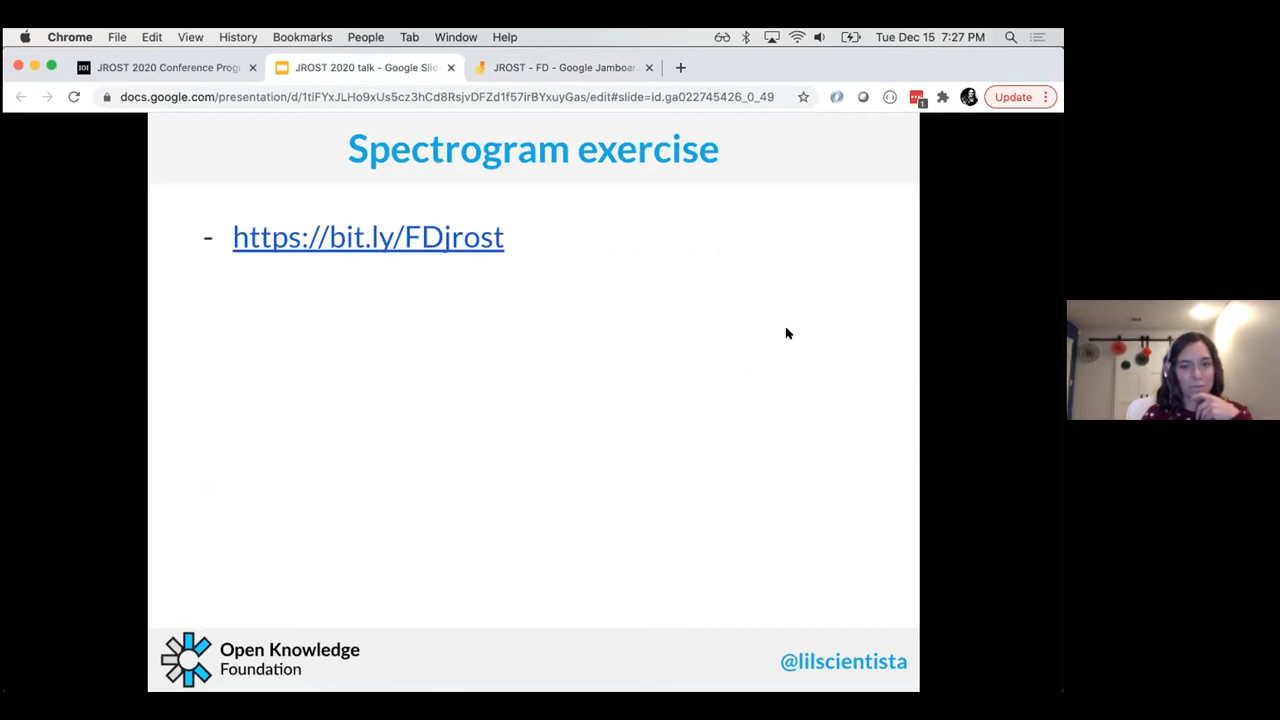 Chrome File Edit View History Bookmarks People Tab Window Help Tue Dec 15 7:27 PM
JROST 2020 Conference Prog JROST 2020 talk - Google Slid JROST - FD - Google Jamboar
docs.google.com/presentation/d/1tiFYxJLHo9xUs5cz3hCd8RsjvDFZd1f57irBYxuyGas/edit#slide=id.ga022745426_0_49 1 Update
Spectrogram exercise
- https://bit.ly/FDjrost
Open Knowledge
Foundation
@lilscientista